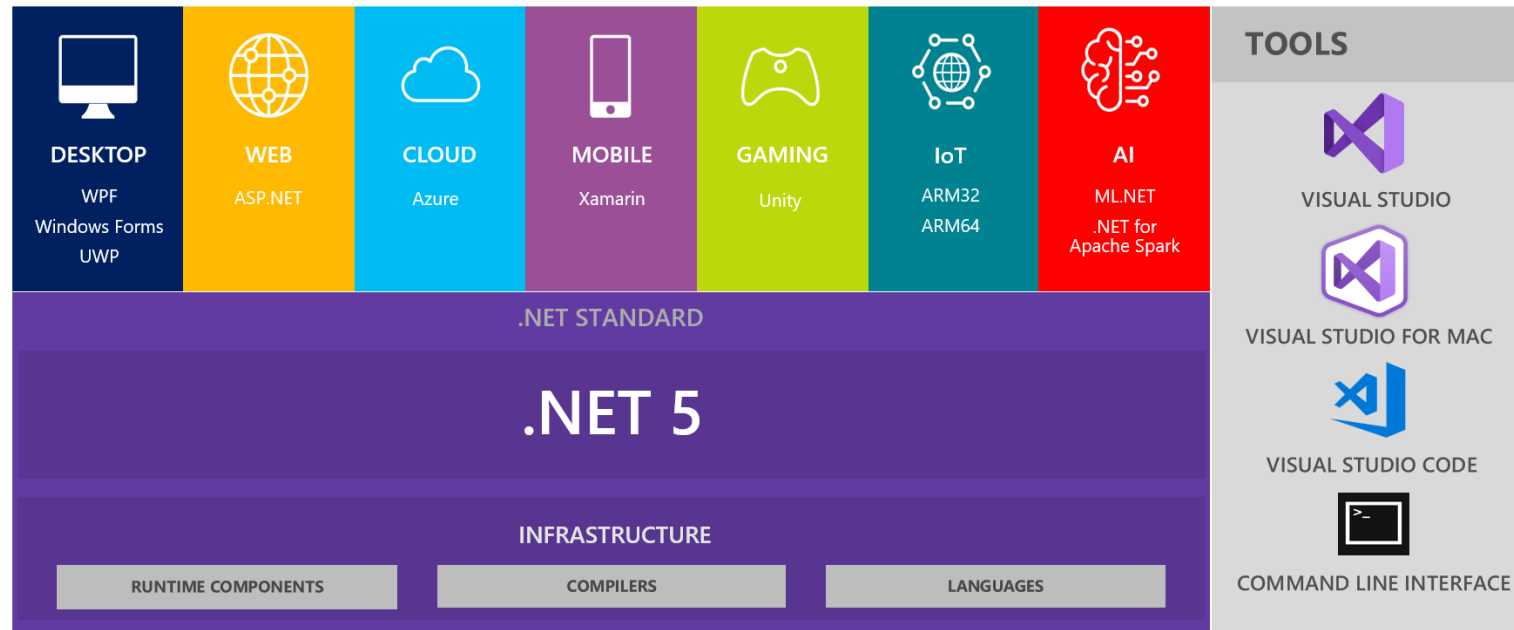 DESKTOP
WPF
Windows Forms
UWP
WEB
ASP.NET
CLOUD
Azure
MOBILE
Xamarin
GAMING
Unity
IoT
ARM32
ARM64
AI
ML.NET
.NET for
Apache Spark
.NET STANDARD
.NET 5
INFRASTRUCTURE
RUNTIME COMPONENTS
COMPILERS
LANGUAGES
TOOLS
VISUAL STUDIO
VISUAL STUDIO FOR MAC
VISUAL STUDIO CODE
>_
COMMAND LINE INTERFACE